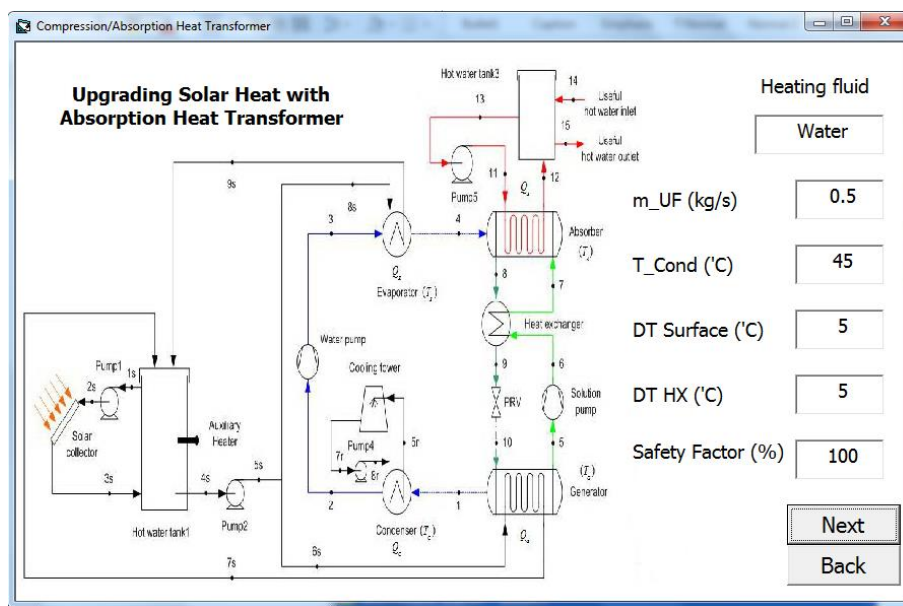 Compression/Absorption Heat Transformer
Upgrading Solar Heat with
Absorption Heat Transformer
Hot water tank3
14
13
Useful
hot water inlet
15
Useful
hot water outlet
Pump5
11
12
9s
8s
3
4
Absorber
8
7
Evaporator
Heat exchanger
Water pump
Cooling tower
9
6
PRV
Solution
pump
Pump1
1s
2s
Solar
collector
Auxiliary
Heater
Pump4
5r
7r
8r
10
5
3s
4s
5s
Pump2
Hot water tank1
2
1
Generator
Condenser
6s
7s
Heating fluid
Water
m_UF (kg/s)
0.5
T_Cond ('C)
45
DT Surface ('C)
5
DT HX ('C)
5
Safety Factor (%)
100
Next
Back